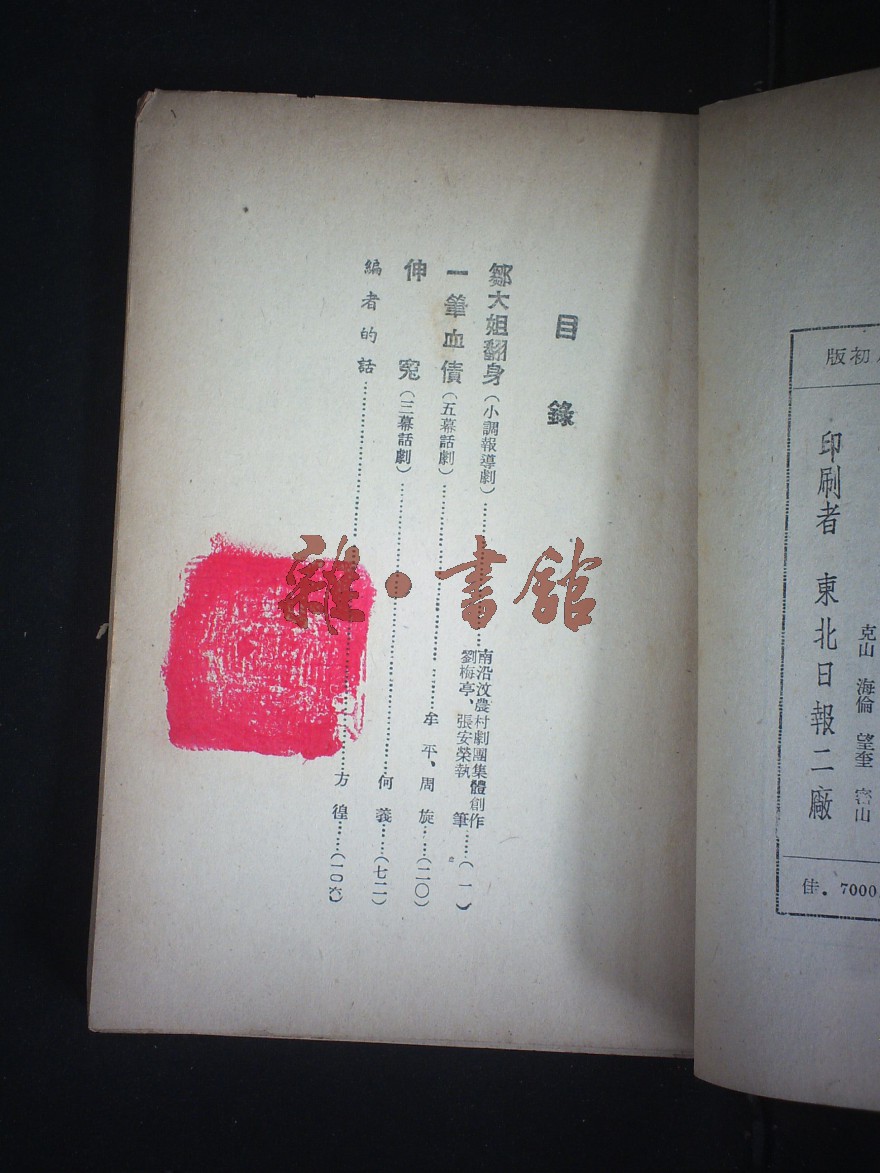 目錄
鄒大姐翻身(小調報導劇)……南沿汶農村劇團集體創作
劉梅亭、張安榮執筆……(一)
一筆血債(五幕話劇)……牟平、周旋……(二〇)
伸寃(三幕話劇)……何義……(七二)
編者的話……方徨……(一〇六)
雜·書館
初版
印刷者 東北日報二廠
克山 海倫 望奎 密山
佳. 7000.